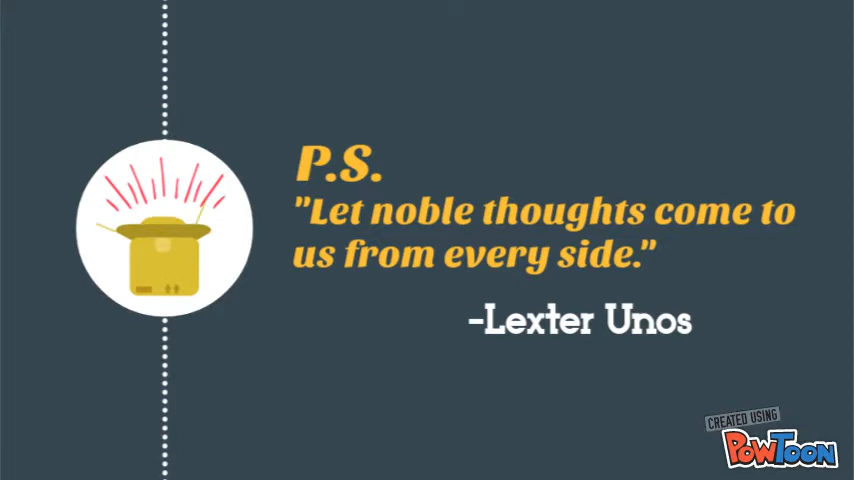 P.S.
"Let noble thoughts come to
us from every side."
-Lexter Unos
CREATED USING
POWTOON